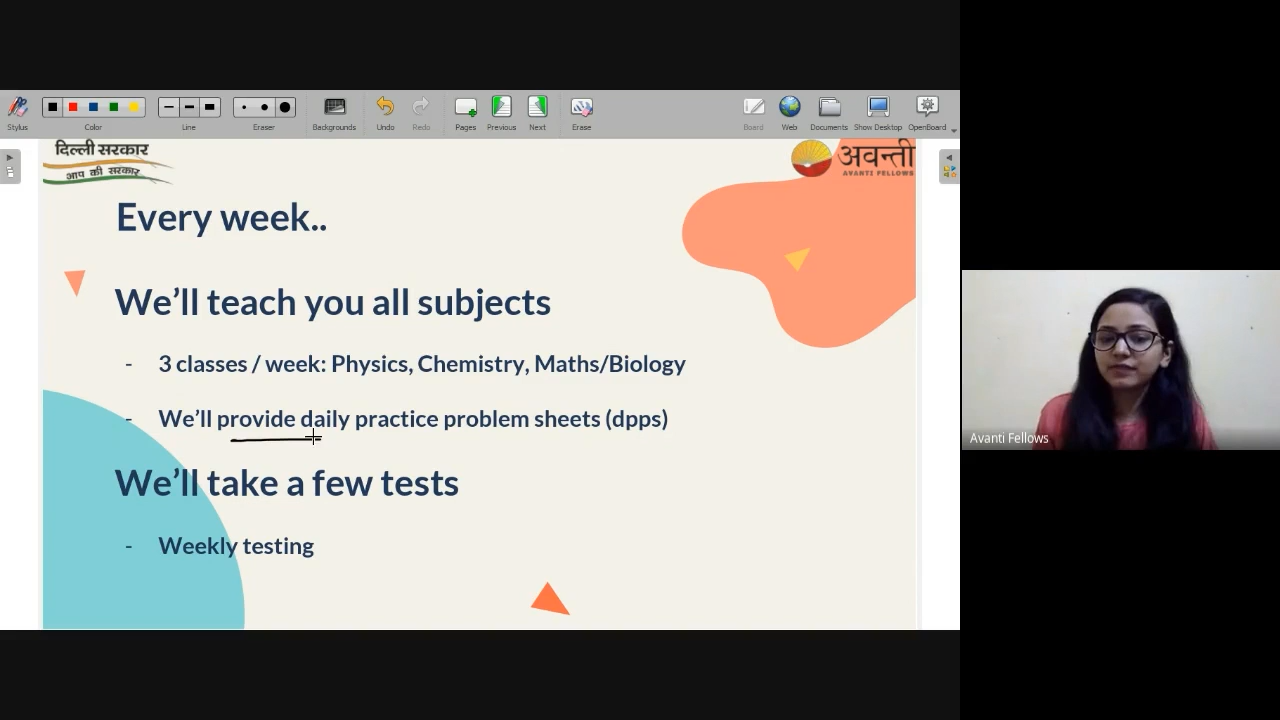 Stylus
Color
Line
Eraser
Backgrounds
Undo
Redo
Pages
Previous
Next
Erase
Board
Web
Documents
Show Desktop
OpenBoard
दिल्ली सरकार
आप की सरकार
अवन्ती
AVANTI FELLOWS
Every week..
We'll teach you all subjects
- 3 classes / week: Physics, Chemistry, Maths/Biology
- We'll provide daily practice problem sheets (dpps)
We'll take a few tests
- Weekly testing
Avanti Fellows